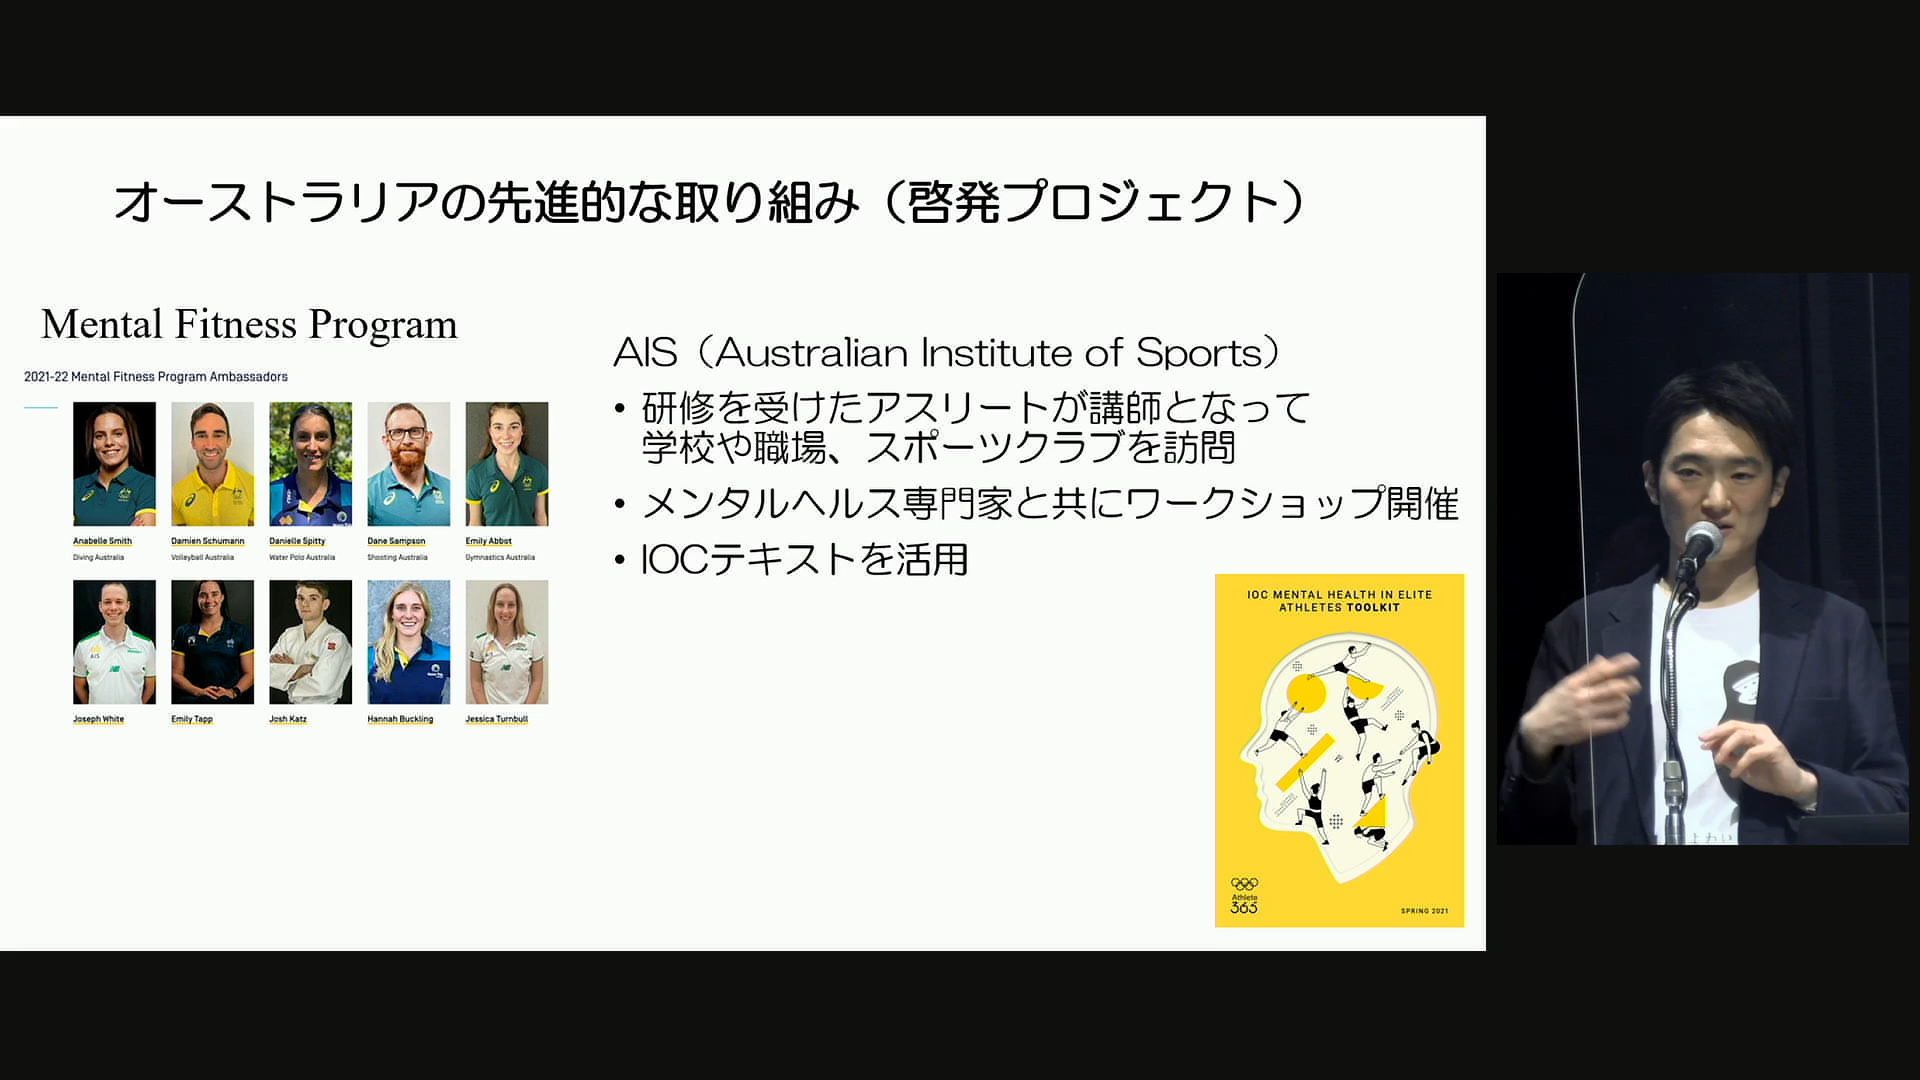 オーストラリアの先進的な取り組み（啓発プロジェクト）
Mental Fitness Program
2021-22 Mental Fitness Program Ambassadors
Anabelle Smith
Diving Australia
Damien Schumann
Volleyball Australia
Danielle Spitty
Water Polo Australia
Dane Sampson
Shooting Australia
Emily Abbot
Gymnastics Australia
Joseph White
Emily Tapp
Josh Katz
Hannah Buckling
Jessica Turnbull
AIS（Australian Institute of Sports）
• 研修を受けたアスリートが講師となって
学校や職場、スポーツクラブを訪問
• メンタルヘルス専門家と共にワークショップ開催
• IOCテキストを活用
IOC MENTAL HEALTH IN ELITE
ATHLETES TOOLKIT
Athlete
365
SPRING 2021
よわい